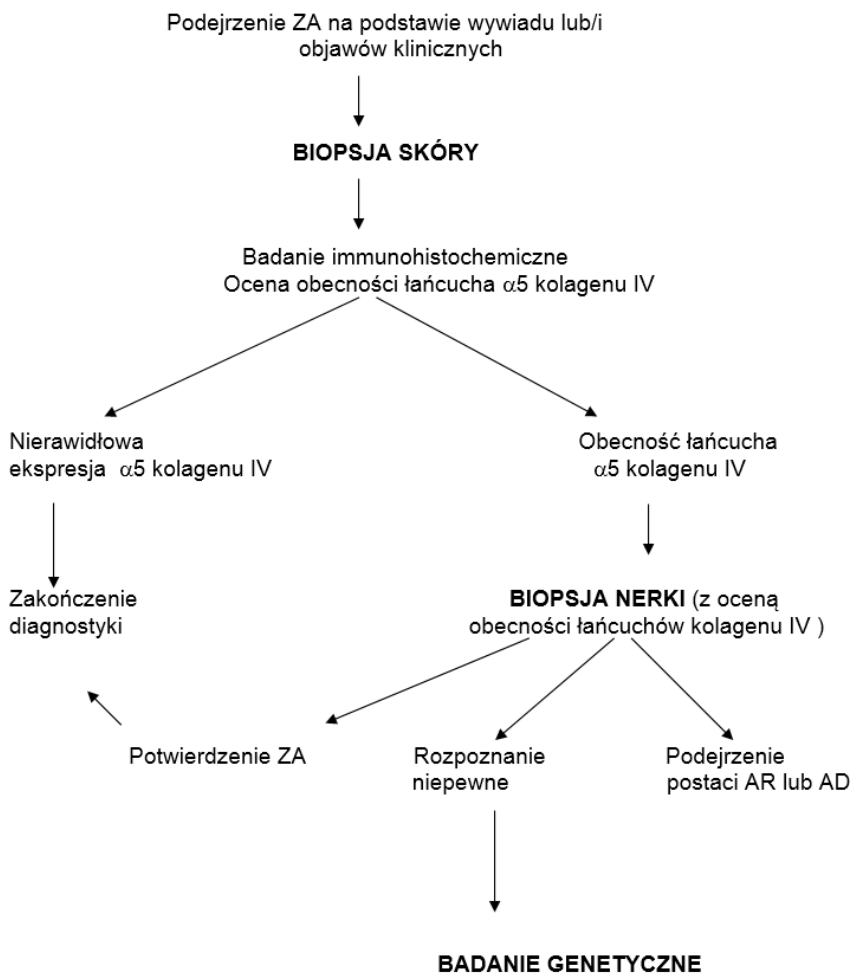 Podejrzenie ZA na podstawie wywiadu lub/i
objawów klinicznych
BIOPSJA SKÓRY
Badanie immunohistochemiczne
Ocena obecności łańcucha α5 kolagenu IV
Nierawidłowa
ekspresja α5 kolagenu IV
Obecność łańcucha
α5 kolagenu IV
Zakończenie
diagnostyki
BIOPSJA NERKI (z oceną
obecności łańcuchów kolagenu IV )
Potwierdzenie ZA
Rozpoznanie
niepewne
Podejrzenie
postaci AR lub AD
BADANIE GENETYCZNE